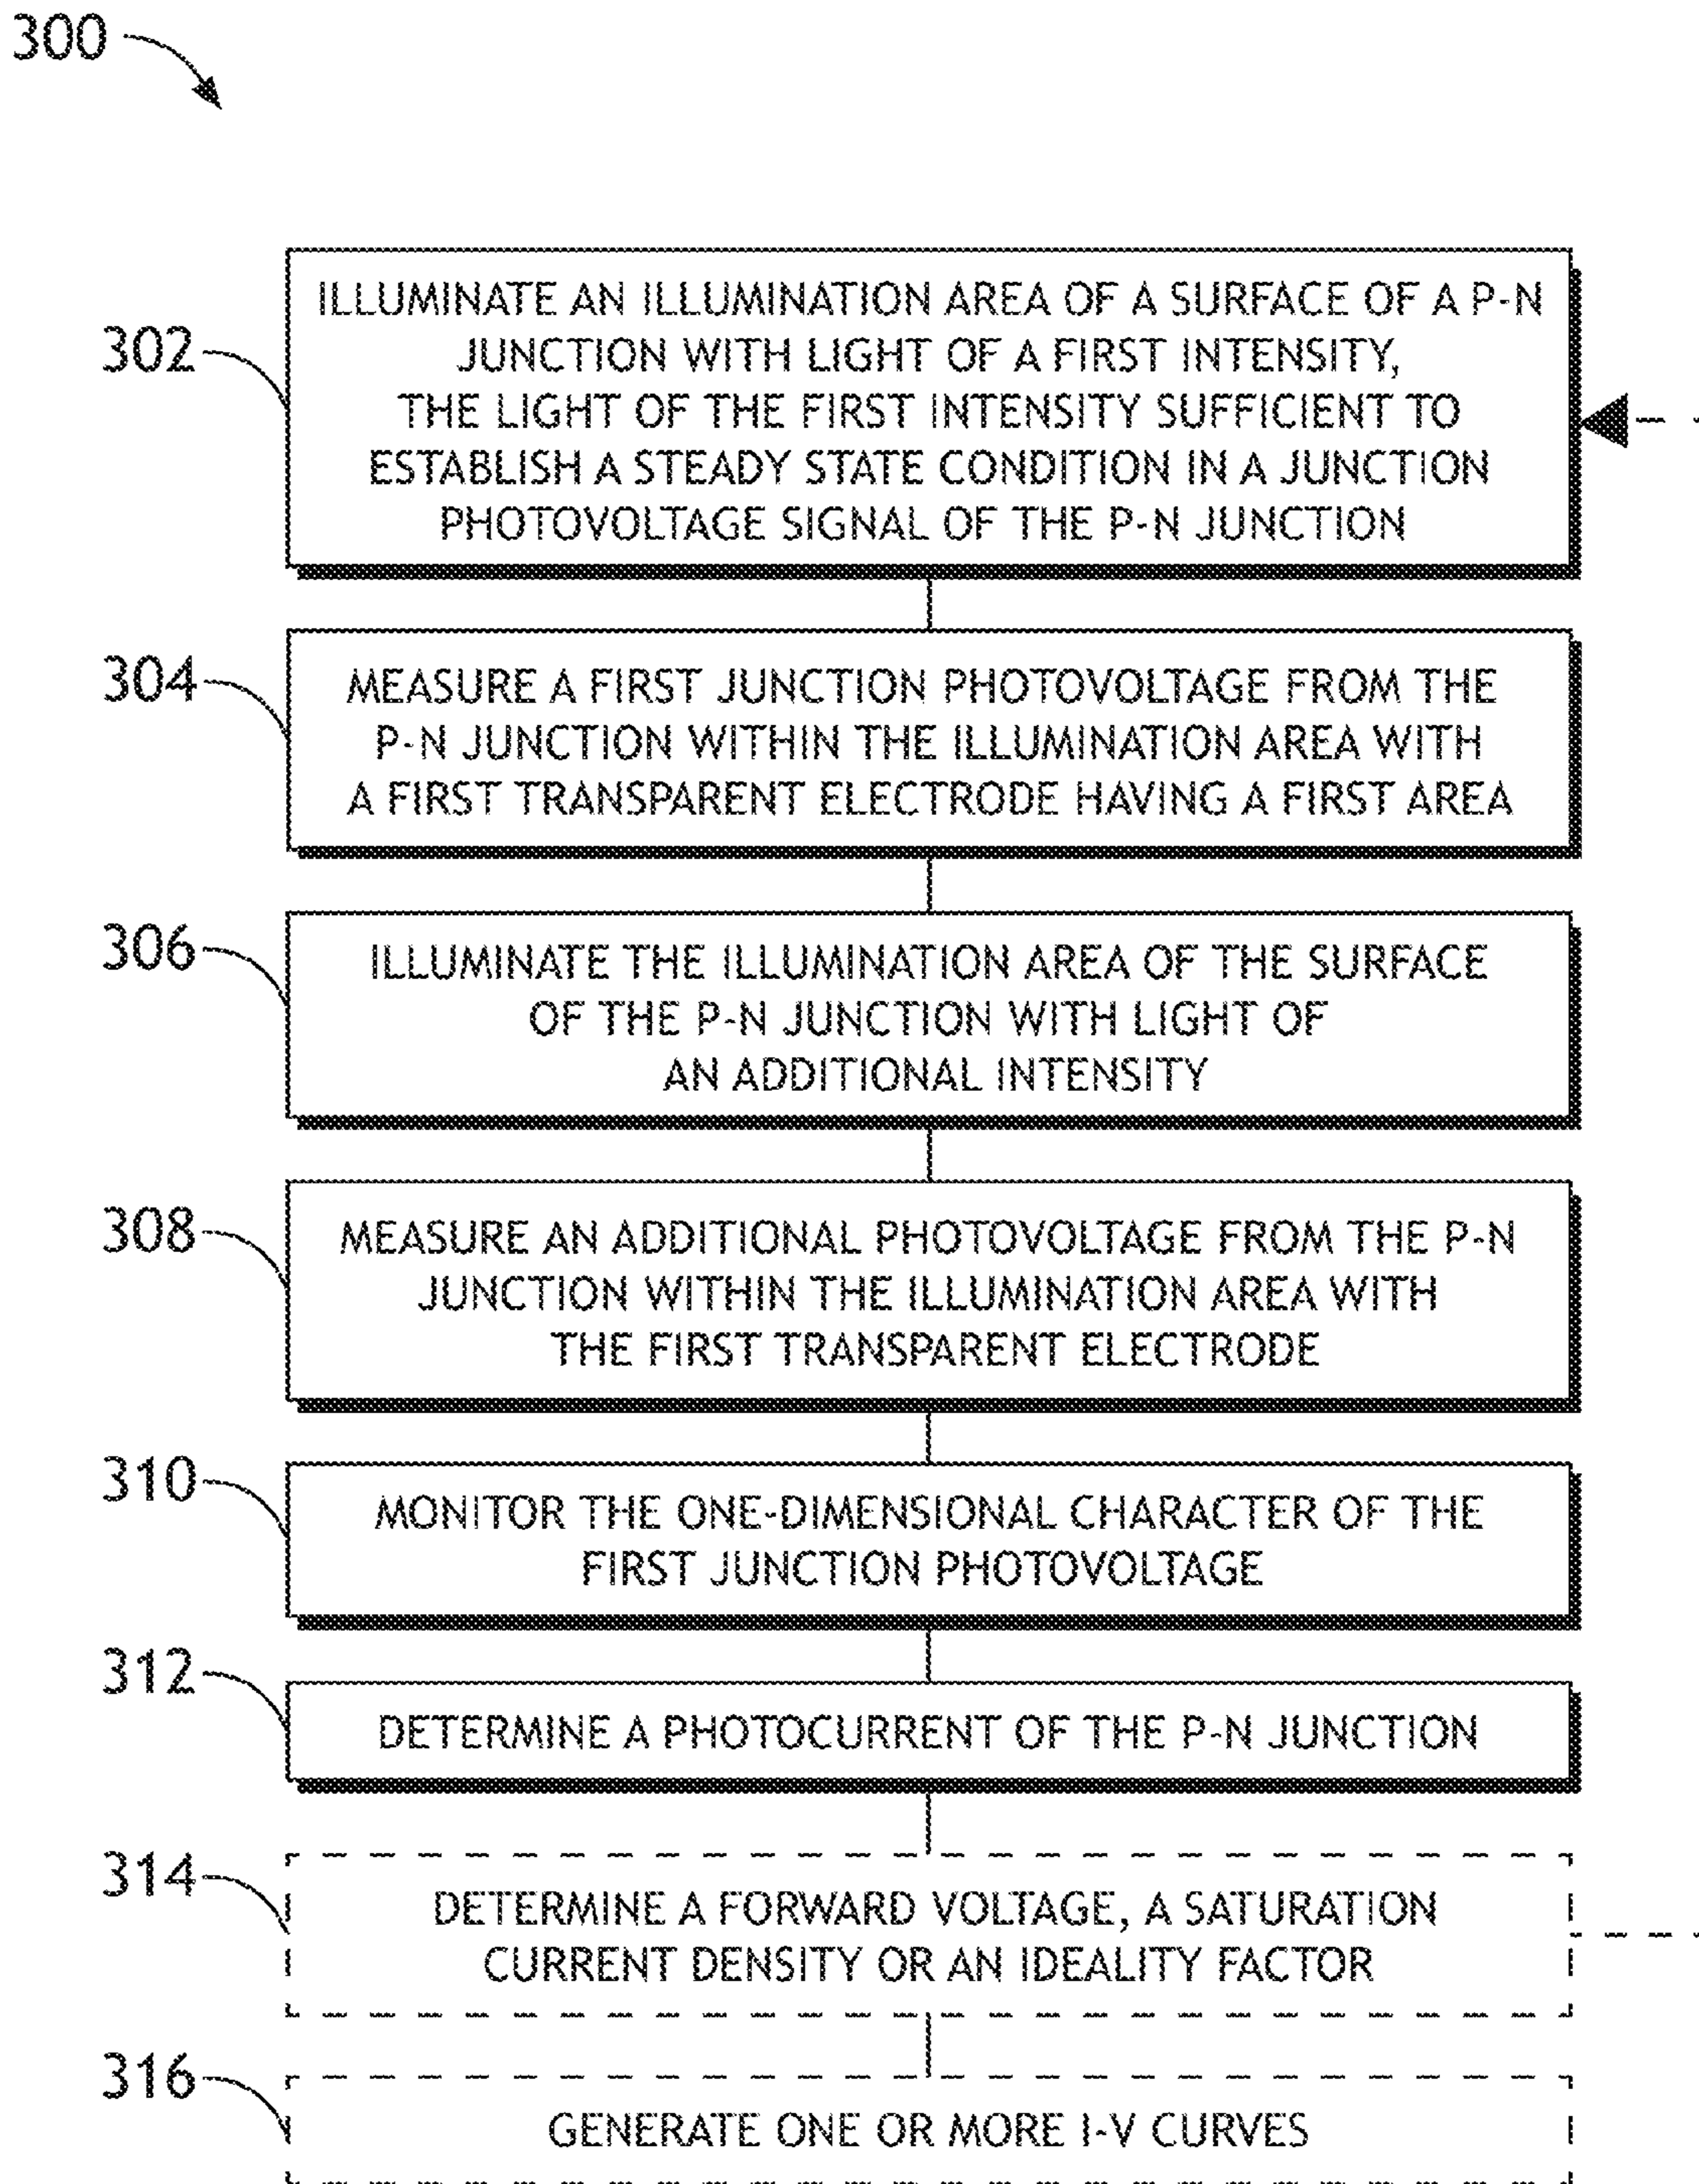 300
302
ILLUMINATE AN ILLUMINATION AREA OF A SURFACE OF A P-N
JUNCTION WITH LIGHT OF A FIRST INTENSITY,
THE LIGHT OF THE FIRST INTENSITY SUFFICIENT TO
ESTABLISH A STEADY STATE CONDITION IN A JUNCTION
PHOTOVOLTAGE SIGNAL OF THE P-N JUNCTION
304
MEASURE A FIRST JUNCTION PHOTOVOLTAGE FROM THE
P-N JUNCTION WITHIN THE ILLUMINATION AREA WITH
A FIRST TRANSPARENT ELECTRODE HAVING A FIRST AREA
306
ILLUMINATE THE ILLUMINATION AREA OF THE SURFACE
OF THE P-N JUNCTION WITH LIGHT OF
AN ADDITIONAL INTENSITY
308
MEASURE AN ADDITIONAL PHOTOVOLTAGE FROM THE P-N
JUNCTION WITHIN THE ILLUMINATION AREA WITH
THE FIRST TRANSPARENT ELECTRODE
310
MONITOR THE ONE-DIMENSIONAL CHARACTER OF THE
FIRST JUNCTION PHOTOVOLTAGE
312
DETERMINE A PHOTOCURRENT OF THE P-N JUNCTION
314
DETERMINE A FORWARD VOLTAGE, A SATURATION
CURRENT DENSITY OR AN IDEALITY FACTOR
316
GENERATE ONE OR MORE I-V CURVES